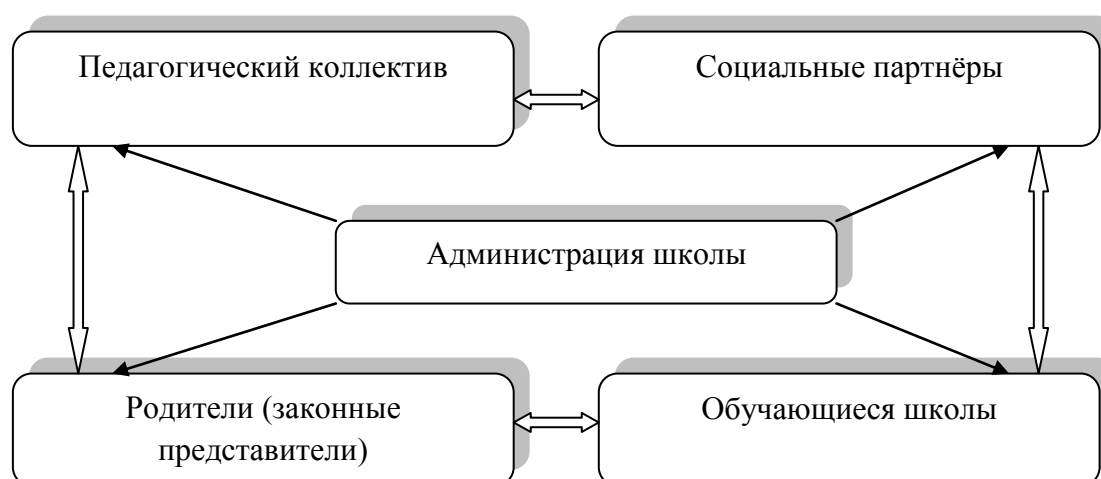 Педагогический коллектив
Социальные партнёры
Администрация школы
Родители (законные
представители)
Обучающиеся школы